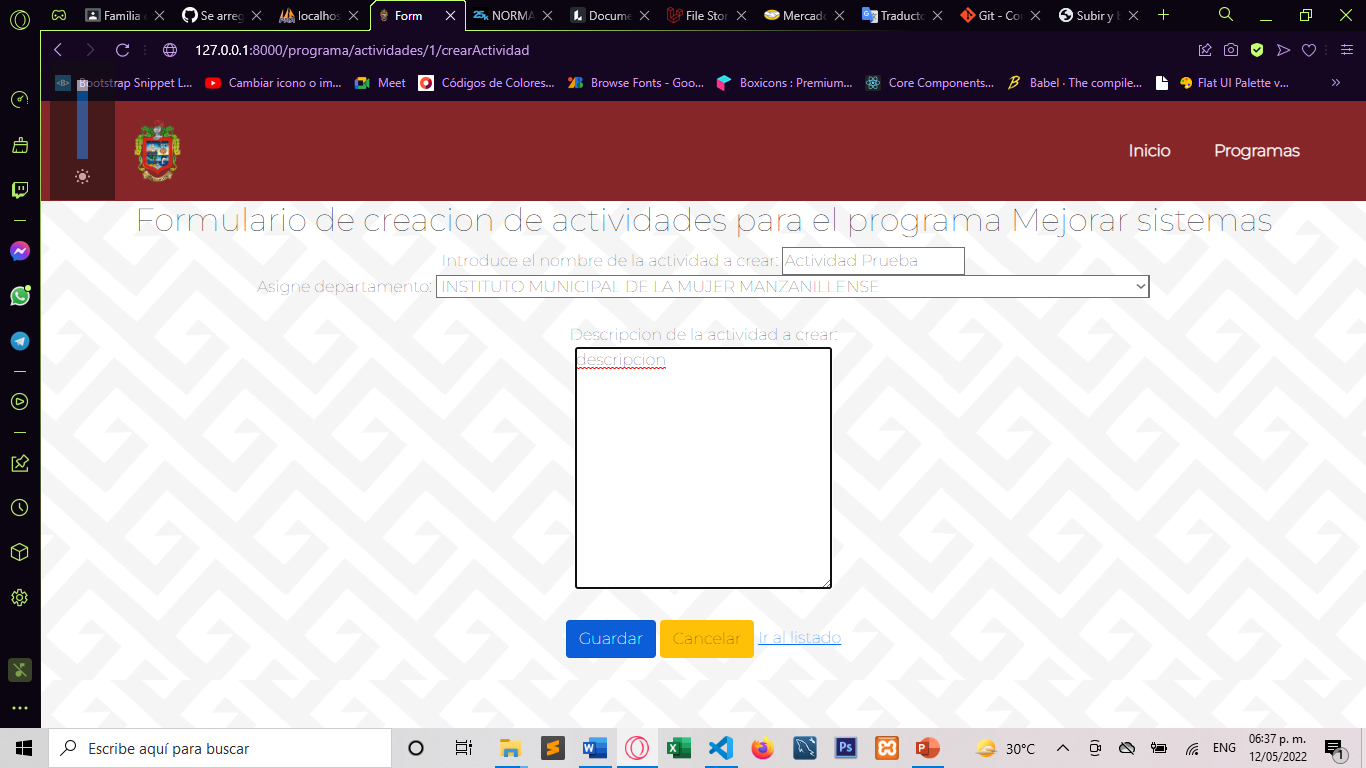 Familia
Se arreg
localhos
Form
NORMA
Docume
File Stor
Mercado
Traducto
Git - Cor
Subir y b
127.0.0.1:8000/programa/actividades/1/crearActividad
Bootstrap Snippet L...
Cambiar icono o im...
Meet
Códigos de Colores...
Browse Fonts - Goo...
Boxicons : Premium...
Core Components...
Babel · The compile...
Flat UI Palette v...
Inicio
Programas
Formulario de creacion de actividades para el programa Mejorar sistemas
Introduce el nombre de la actividad a crear: Actividad Prueba
Asigne departamento: INSTITUTO MUNICIPAL DE LA MUJER MANZANILLENSE
Descripcion de la actividad a crear:
descripcion
Guardar Cancelar Ir al listado
Escribe aquí para buscar
30°C
ENG
06:37 p. m.
12/05/2022
1